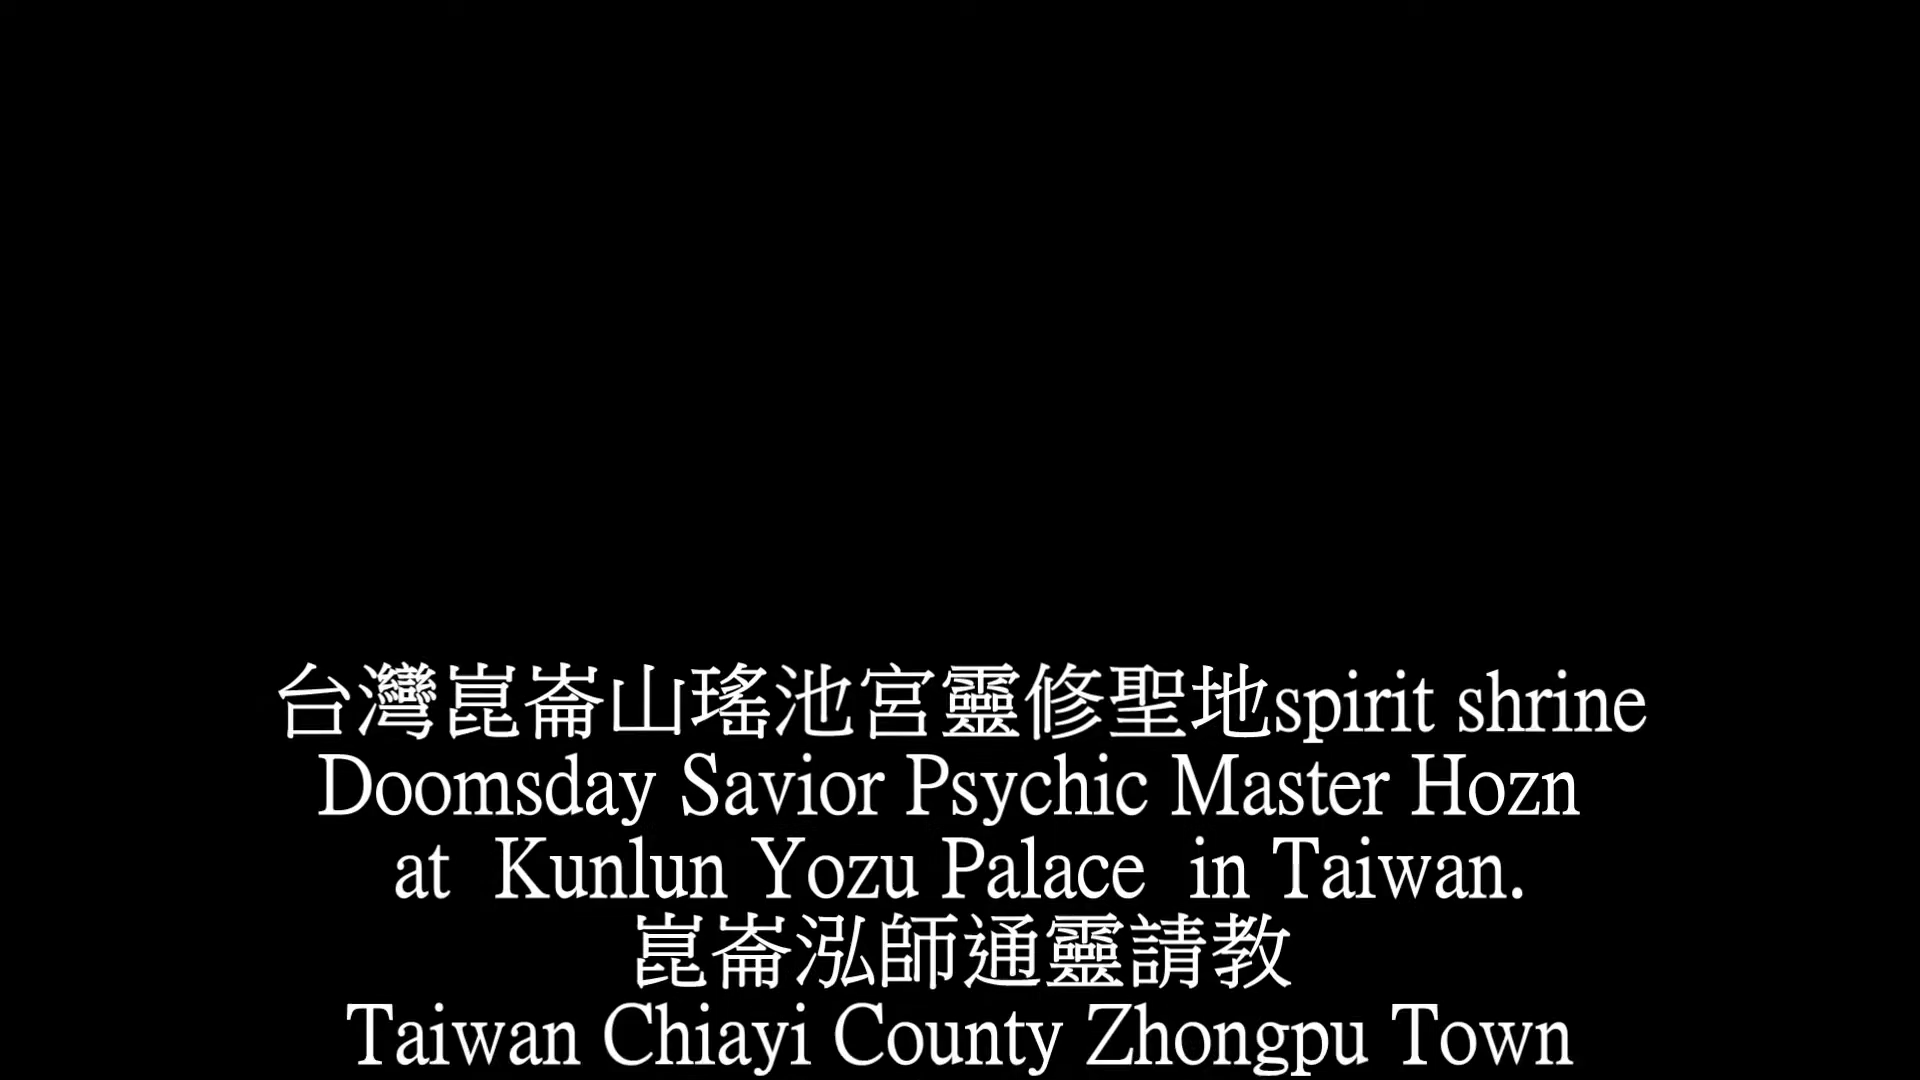 台灣崑崙山瑤池宮靈修聖地spirit shrine
Doomsday Savior Psychic Master Hozn
at Kunlun Yozu Palace in Taiwan.
崑崙泓師通靈請教
Taiwan Chiayi County Zhongpu Town